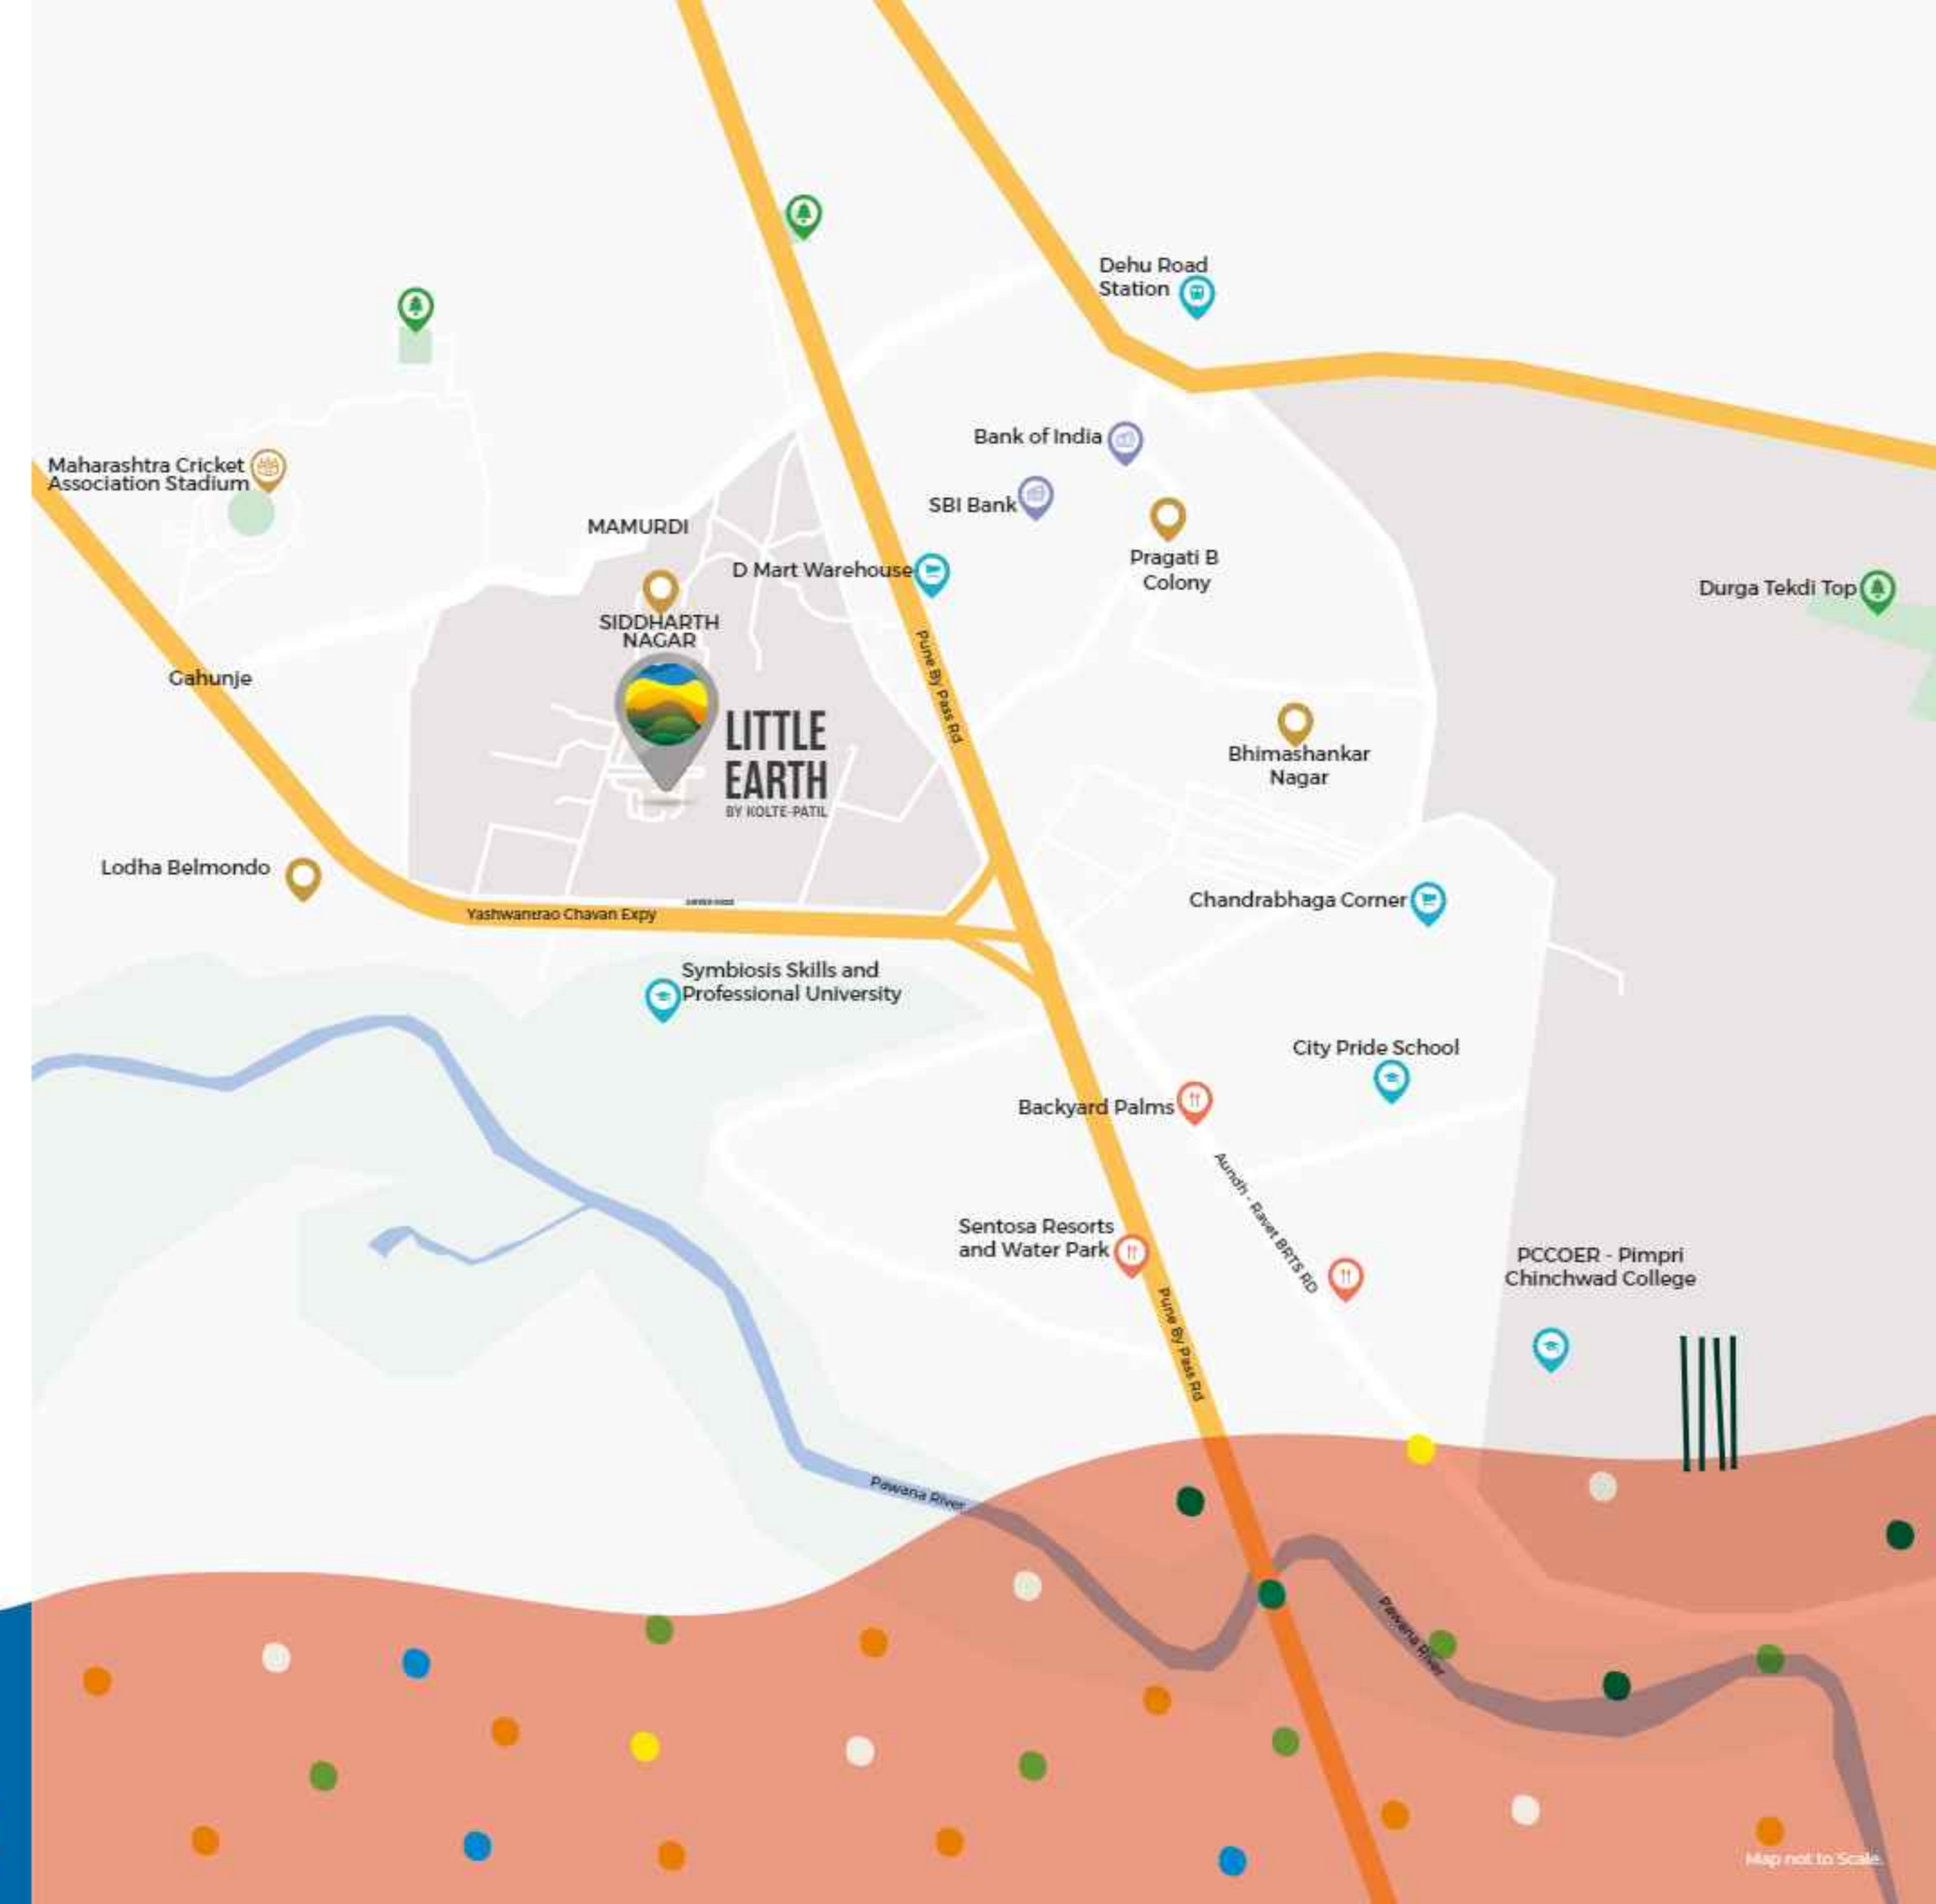 Dehu Road
Station
Bank of India
Maharashtra Cricket
Association Stadium
SBI Bank
MAMURDI
Pragati B
Colony
D Mart Warehouse
Durga Tekdi Top
SIDDHARTH
NAGAR
Pune By Pass Rd
Gahunje
LITTLE
EARTH
BY KOLTE-PATIL
Bhimashankar
Nagar
Lodha Belmondo
Chandrabhaga Corner
Yashwantrao Chavan Expy
Symbiosis Skills and
Professional University
City Pride School
Backyard Palms
Aundh - Ravet BRTS RD
Sentosa Resorts
and Water Park
PCCOER - Pimpri
Chinchwad College
Pune By Pass Rd
Pawana River
Pawana River
Map not to Scale.